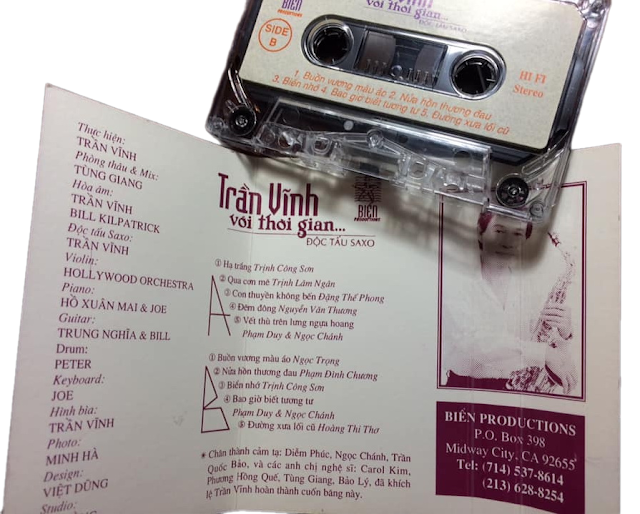 BIỂN
với thời gian...
ĐỘC TẤU SAXO
SIDE
B
HI FI
Stereo
1. Buồn vương mầu áo 2. Nửa hồn thương đau
3. Biển nhớ 4. Bao giờ biết tương tư 5. Đường xưa lối cũ
Thực hiện:
TRẦN VĨNH
Phòng thâu & Mix:
TÙNG GIANG
Hòa âm:
TRẦN VĨNH
BILL KILPATRICK
Độc tấu Saxo:
TRẦN VĨNH
Violin:
HOLLYWOOD ORCHESTRA
Piano:
HỒ XUÂN MAI & JOE
Guitar:
TRUNG NGHĨA & BILL
Drum:
PETER
Keyboard:
JOE
Hình bìa:
TRẦN VĨNH
Photo:
MINH HÀ
Design:
VIỆT DŨNG
Studio:
Trần Vĩnh
với thời gian...
ĐỘC TẤU SAXO
BIỂN
PRODUCTIONS
A
① Hạ trắng Trịnh Công Sơn
② Qua cơn mê Trịnh Lâm Ngân
③ Con thuyền không bến Đặng Thế Phong
④ Đêm đông Nguyễn Văn Thương
⑤ Vết thù trên lưng ngựa hoang
Phạm Duy & Ngọc Chánh
B
① Buồn vương màu áo Ngọc Trọng
② Nửa hồn thương đau Phạm Đình Chương
③ Biển nhớ Trịnh Công Sơn
④ Bao giờ biết tương tư
Phạm Duy & Ngọc Chánh
⑤ Đường xưa lối cũ Hoàng Thi Thơ
* Chân thành cảm tạ: Diễm Phúc, Ngọc Chánh, Trần
Quốc Bảo, và các anh chị nghệ sĩ: Carol Kim,
Phương Hồng Quế, Tùng Giang, Bảo Lý, đã khích
lệ Trần Vĩnh hoàn thành cuốn băng này.
BIỂN PRODUCTIONS
P.O. Box 398
Midway City, CA 92655
Tel: (714) 537-8614
(213) 628-8254